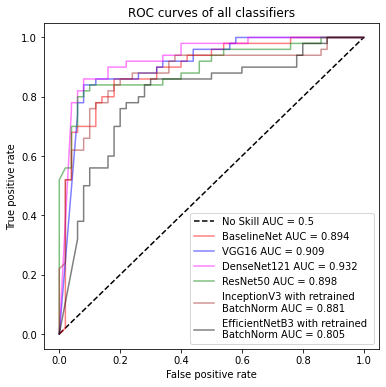 ROC curves of all classifiers
True positive rate
1.0
0.8
0.6
0.4
0.2
0.0
No Skill AUC = 0.5
BaselineNet AUC = 0.894
VGG16 AUC = 0.909
DenseNet121 AUC = 0.932
ResNet50 AUC = 0.898
InceptionV3 with retrained
BatchNorm AUC = 0.881
EfficientNetB3 with retrained
BatchNorm AUC = 0.805
0.0 0.2 0.4 0.6 0.8 1.0
False positive rate